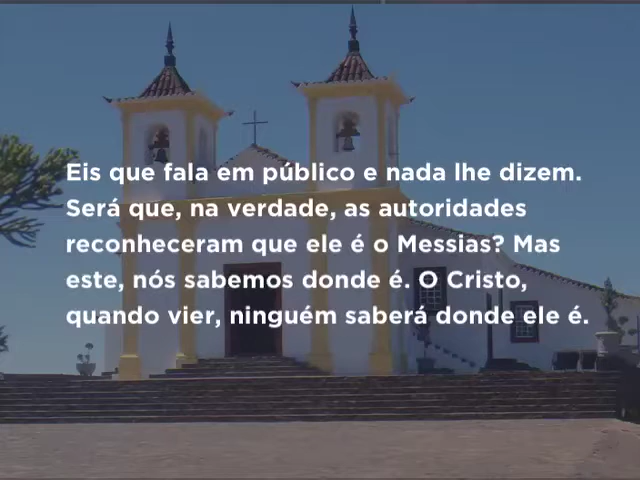 Eis que fala em público e nada lhe dizem.
Será que, na verdade, as autoridades
reconheceram que ele é o Messias? Mas
este, nós sabemos donde é. O Cristo,
quando vier, ninguém saberá donde ele é.